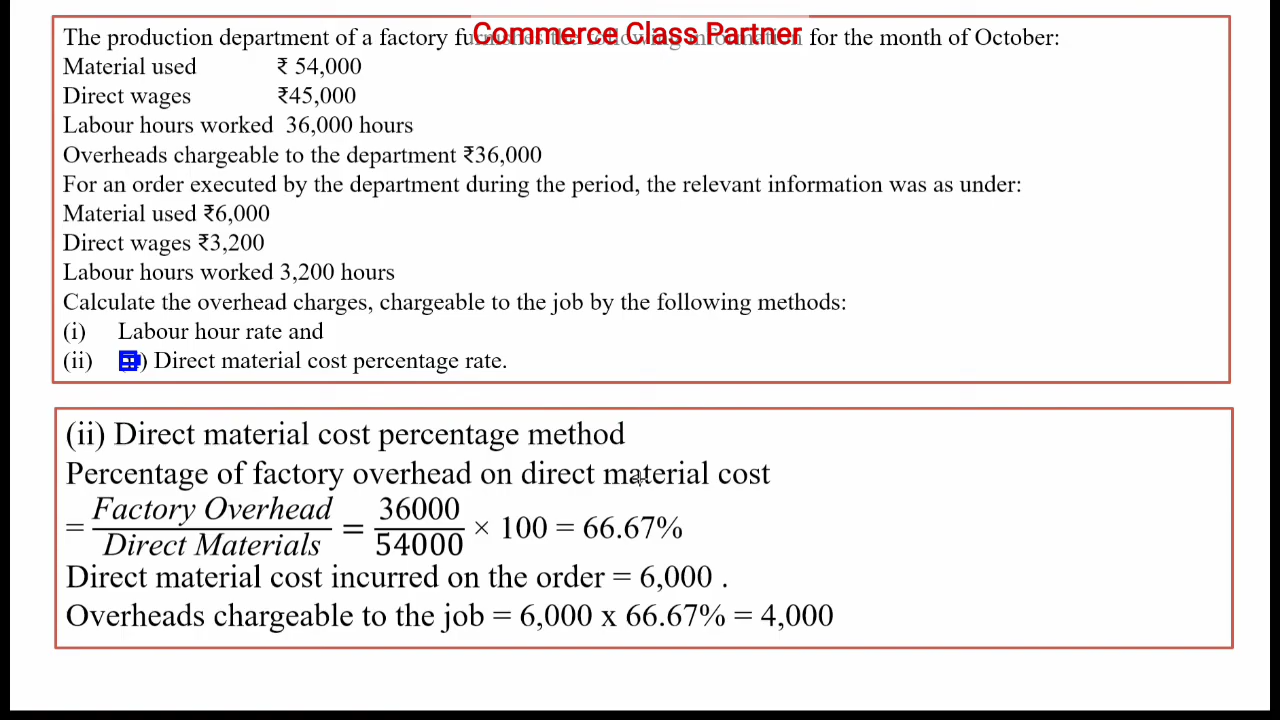 Commerce Class Partner
The production department of a factory furnishes the following information for the month of October:
Material used ₹ 54,000
Direct wages ₹45,000
Labour hours worked 36,000 hours
Overheads chargeable to the department ₹36,000
For an order executed by the department during the period, the relevant information was as under:
Material used ₹6,000
Direct wages ₹3,200
Labour hours worked 3,200 hours
Calculate the overhead charges, chargeable to the job by the following methods:
(i) Labour hour rate and
(ii) ) Direct material cost percentage rate.
(ii) Direct material cost percentage method
Percentage of factory overhead on direct material cost
= Factory Overhead / Direct Materials = 36000 / 54000 × 100 = 66.67%
Direct material cost incurred on the order = 6,000 .
Overheads chargeable to the job = 6,000 x 66.67% = 4,000